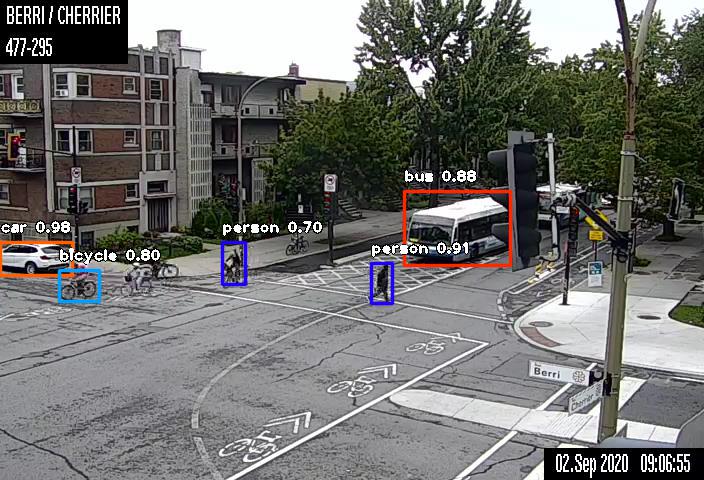 BERRI / CHERRIER
477-295
bus 0.88
car 0.98
person 0.70
person 0.91
bicycle 0.80
Berri
Cherrier
02.Sep 2020 09:06:55